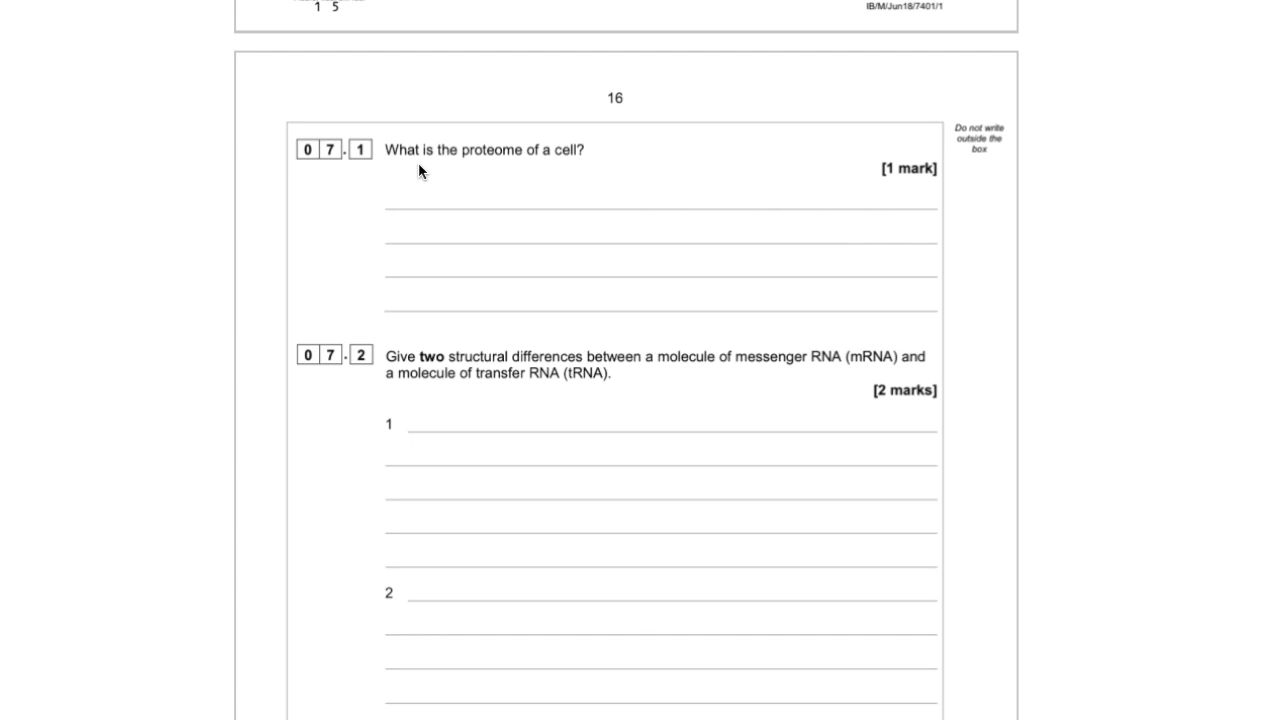 1 5
IB/M/Jun18/7401/1
16
Do not write
outside the
box
0 7 . 1 What is the proteome of a cell?
[1 mark]
0 7 . 2 Give two structural differences between a molecule of messenger RNA (mRNA) and
a molecule of transfer RNA (tRNA).
[2 marks]
1
2